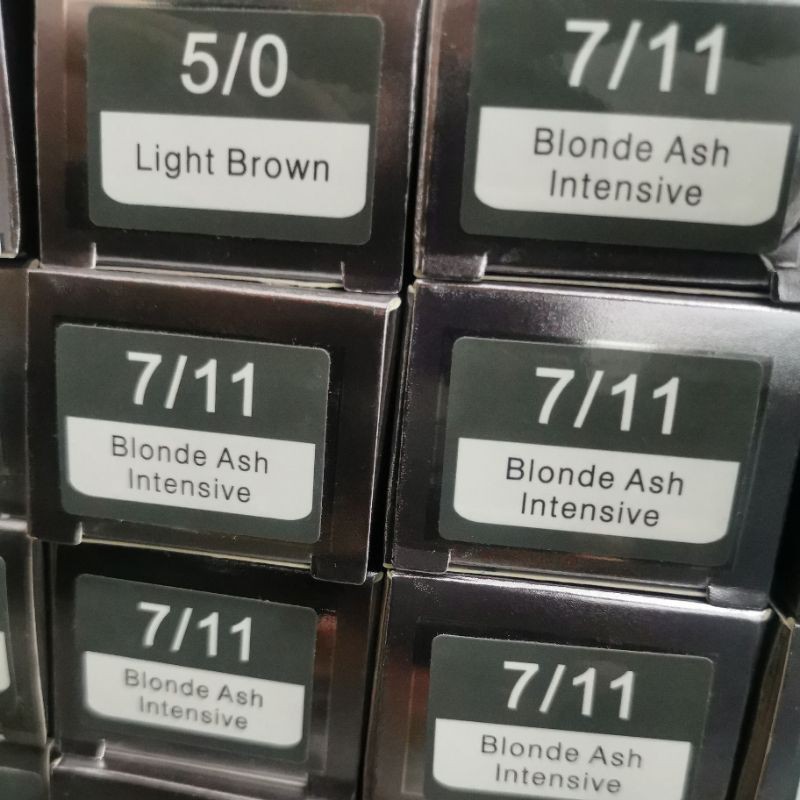 5/0
Light Brown
7/11
Blonde Ash
Intensive
7/11
Blonde Ash
Intensive
7/11
Blonde Ash
Intensive
7/11
Blonde Ash
Intensive
7/11
Blonde Ash
Intensive